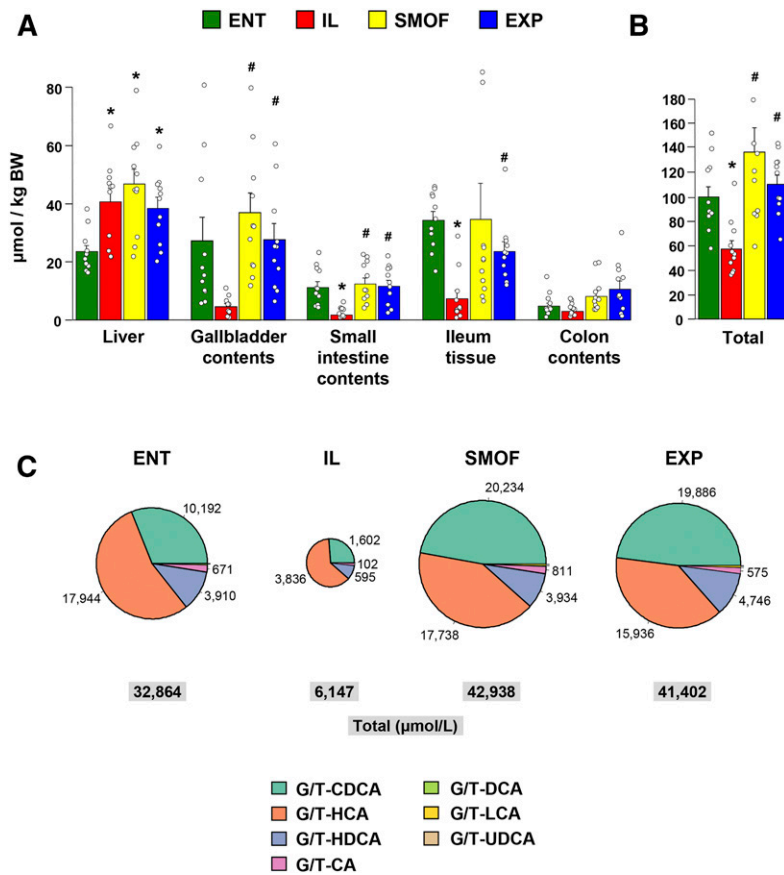 A
ENT IL SMOF EXP
B
µmol / kg BW
80
60
40
20
0
* * *
# #
* # #
* #
Liver
Gallbladder
contents
Small
intestine
contents
Ileum
tissue
Colon
contents
180
160
180
140
120
100
80
60
40
20
0
* # #
Total
C
ENT IL SMOF EXP
10,192
671
3,910
17,944
1,602
102
595
3,836
20,234
811
3,934
17,738
19,886
575
4,746
15,936
32,864 6,147 42,938 41,402
Total (µmol/L)
G/T-CDCA G/T-DCA
G/T-HCA G/T-LCA
G/T-HDCA G/T-UDCA
G/T-CA